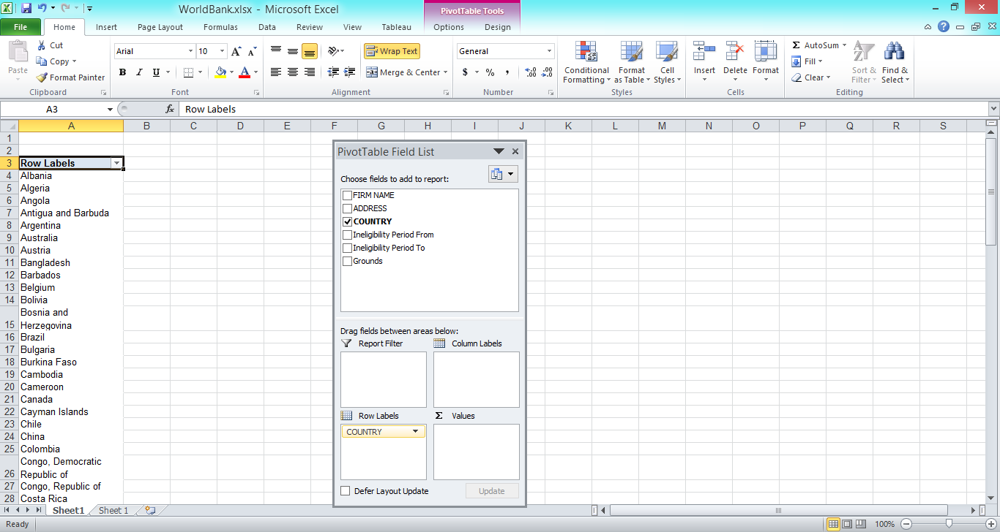 WorldBank.xlsx - Microsoft Excel
PivotTable Tools
File Home Insert Page Layout Formulas Data Review View Tableau Options Design
Paste
Cut
Copy
Format Painter
Clipboard
Arial 10
B I U
Font
Wrap Text
Merge & Center
Alignment
General
$ % ,
Number
Conditional Formatting
Format as Table
Cell Styles
Styles
Insert Delete Format
Cells
AutoSum
Fill
Clear
Sort & Filter
Find & Select
Editing
A3 fx Row Labels
A B C D E F G H I J K L M N O P Q R S
1
2
3 Row Labels
4 Albania
5 Algeria
6 Angola
7 Antigua and Barbuda
8 Argentina
9 Australia
10 Austria
11 Bangladesh
12 Barbados
13 Belgium
14 Bolivia
Bosnia and
15 Herzegovina
16 Brazil
17 Bulgaria
18 Burkina Faso
19 Cambodia
20 Cameroon
21 Canada
22 Cayman Islands
23 Chile
24 China
25 Colombia
Congo, Democratic
26 Republic of
27 Congo, Republic of
28 Costa Rica
PivotTable Field List
Choose fields to add to report:
FIRM NAME
ADDRESS
COUNTRY
Ineligibility Period From
Ineligibility Period To
Grounds
Drag fields between areas below:
Report Filter Column Labels
Row Labels Σ Values
COUNTRY
Defer Layout Update Update
Sheet1 Sheet 1
Ready 100%